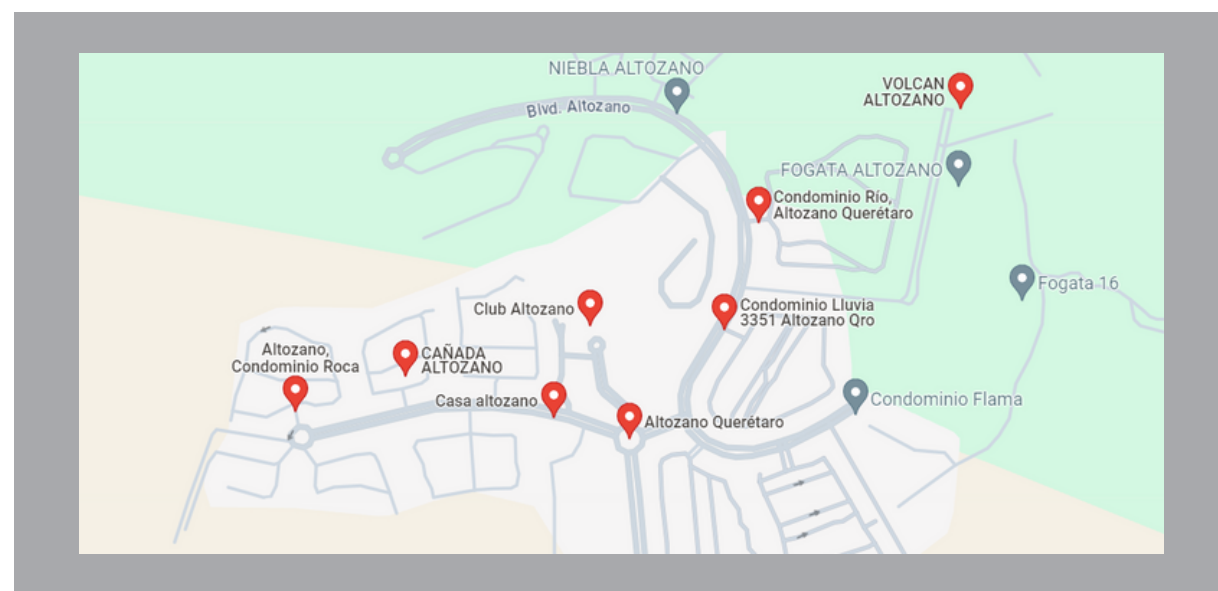 NIEBLA ALTOZANO
Blvd. Altozano
VOLCAN
ALTOZANO
FOGATA ALTOZANO
Condominio Río,
Altozano Querétaro
Fogata 16
Club Altozano
Condominio Lluvia
3351 Altozano Qro
Altozano,
Condominio Roca
CAÑADA
ALTOZANO
Casa altozano
Condominio Flama
Altozano Querétaro